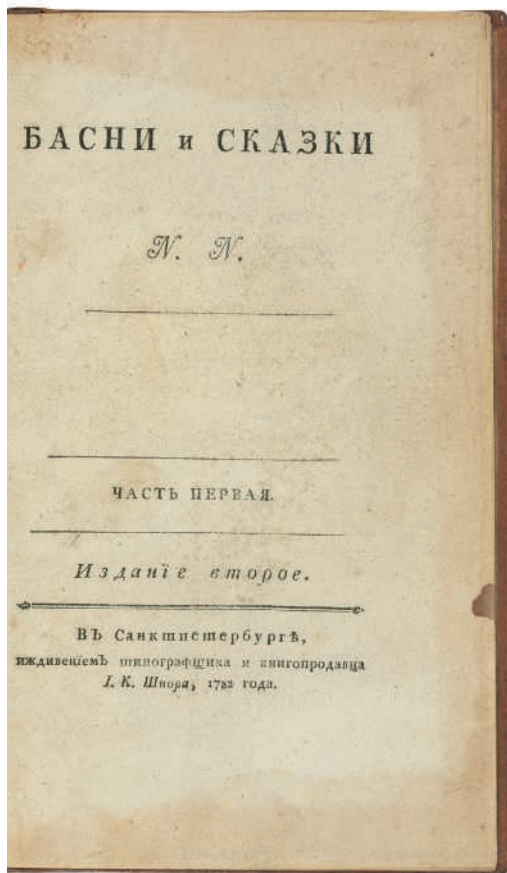 БАСНИ и СКАЗКИ
N. N.
ЧАСТЬ ПЕРВАЯ.
Изданїе второе.
ВЪ Санктпетербургѣ,
иждивенїемЪ типографщика и книгопродавца
I. К. Шнора, 1782 года.